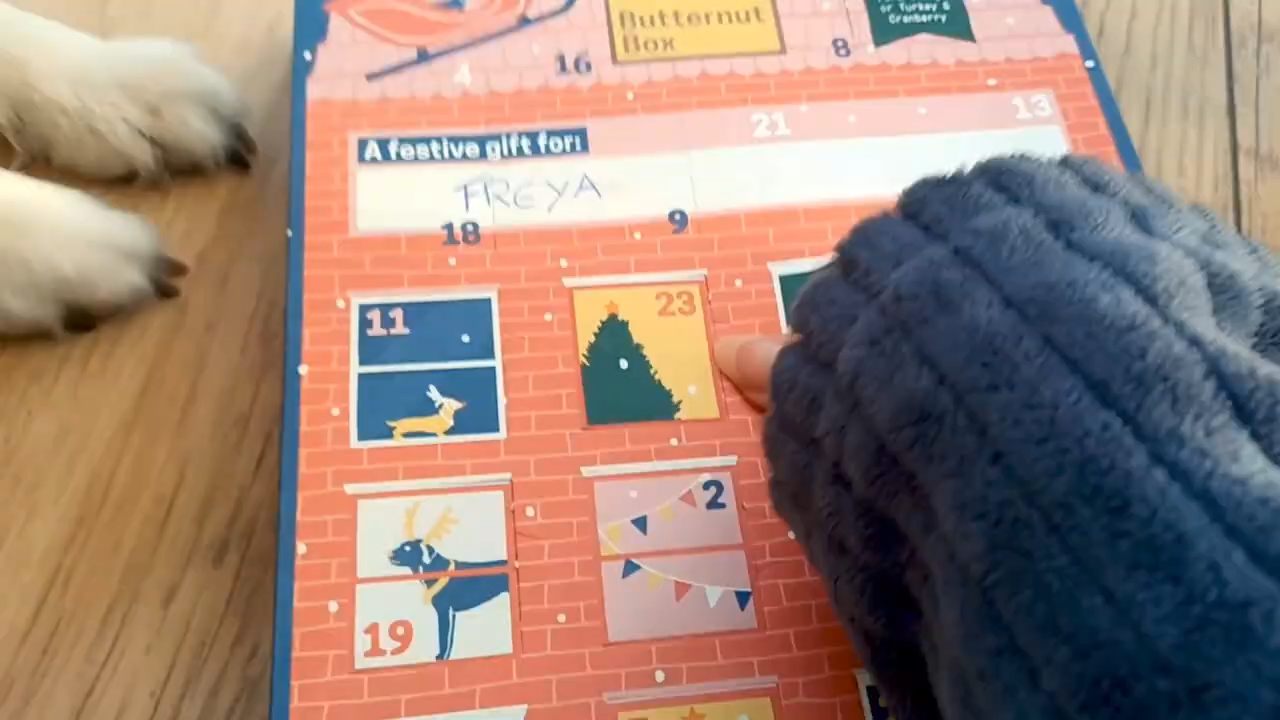 Butternut
Box
or Turkey &
Cranberry
4
16
8
A festive gift for:
21
13
FREYA
18
9
11
23
2
19